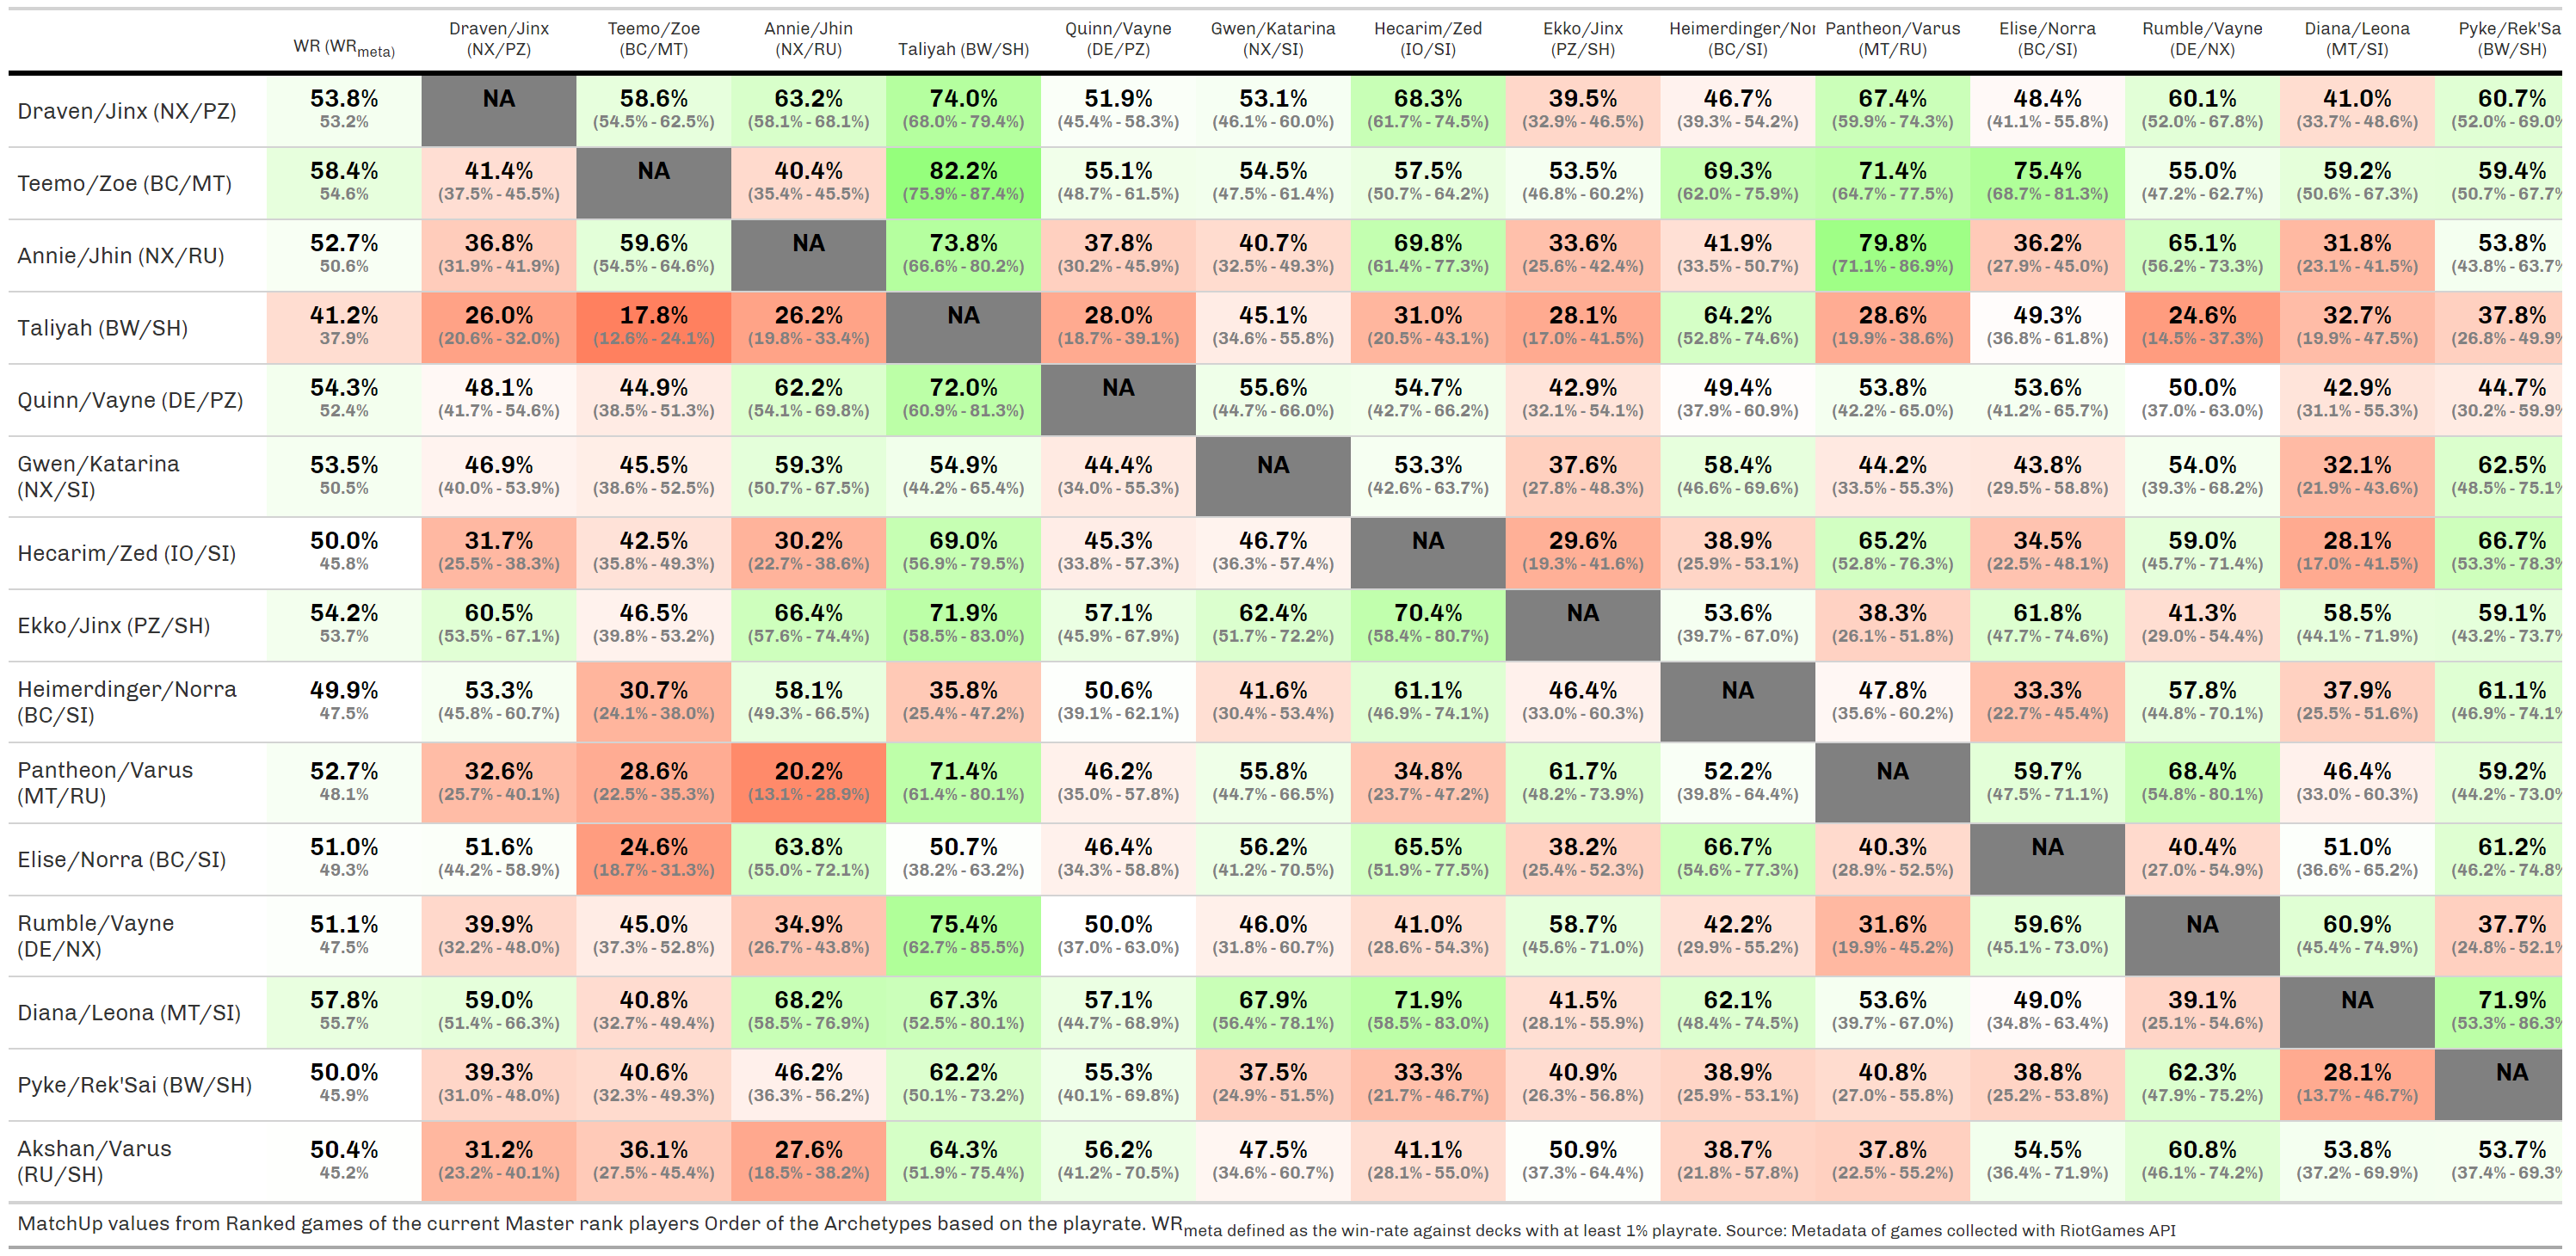 WR (WRmeta) Draven/Jinx (NX/PZ) Teemo/Zoe (BC/MT) Annie/Jhin (NX/RU) Taliyah (BW/SH) Quinn/Vayne (DE/PZ) Gwen/Katarina (NX/SI) Hecarim/Zed (IO/SI) Ekko/Jinx (PZ/SH) Heimerdinger/Nor (BC/SI) Pantheon/Varus (MT/RU) Elise/Norra (BC/SI) Rumble/Vayne (DE/NX) Diana/Leona (MT/SI) Pyke/Rek'Sa (BW/SH)
Draven/Jinx (NX/PZ) 53.8% NA 58.6% 63.2% 74.0% 51.9% 53.1% 68.3% 39.5% 46.7% 67.4% 48.4% 60.1% 41.0% 60.7%
53.2% (54.5% - 62.5%) (58.1% - 68.1%) (68.0% - 79.4%) (45.4% - 58.3%) (46.1% - 60.0%) (61.7% - 74.5%) (32.9% - 46.5%) (39.3% - 54.2%) (59.9% - 74.3%) (41.1% - 55.8%) (52.0% - 67.8%) (33.7% - 48.6%) (52.0% - 69.0%
Teemo/Zoe (BC/MT) 58.4% 41.4% NA 40.4% 82.2% 55.1% 54.5% 57.5% 53.5% 69.3% 71.4% 75.4% 55.0% 59.2% 59.4%
54.6% (37.5% - 45.5%) (35.4% - 45.5%) (75.9% - 87.4%) (48.7% - 61.5%) (47.5% - 61.4%) (50.7% - 64.2%) (46.8% - 60.2%) (62.0% - 75.9%) (64.7% - 77.5%) (68.7% - 81.3%) (47.2% - 62.7%) (50.6% - 67.3%) (50.7% - 67.7%
Annie/Jhin (NX/RU) 52.7% 36.8% 59.6% NA 73.8% 37.8% 40.7% 69.8% 33.6% 41.9% 79.8% 36.2% 65.1% 31.8% 53.8%
50.6% (31.9% - 41.9%) (54.5% - 64.6%) (66.6% - 80.2%) (30.2% - 45.9%) (32.5% - 49.3%) (61.4% - 77.3%) (25.6% - 42.4%) (33.5% - 50.7%) (71.1% - 86.9%) (27.9% - 45.0%) (56.2% - 73.3%) (23.1% - 41.5%) (43.8% - 63.7%
Taliyah (BW/SH) 41.2% 26.0% 17.8% 26.2% NA 28.0% 45.1% 31.0% 28.1% 64.2% 28.6% 49.3% 24.6% 32.7% 37.8%
37.9% (20.6% - 32.0%) (12.6% - 24.1%) (19.8% - 33.4%) (18.7% - 39.1%) (34.6% - 55.8%) (20.5% - 43.1%) (17.0% - 41.5%) (52.8% - 74.6%) (19.9% - 38.6%) (36.8% - 61.8%) (14.5% - 37.3%) (19.9% - 47.5%) (26.8% - 49.9%
Quinn/Vayne (DE/PZ) 54.3% 48.1% 44.9% 62.2% 72.0% NA 55.6% 54.7% 42.9% 49.4% 53.8% 53.6% 50.0% 42.9% 44.7%
52.4% (41.7% - 54.6%) (38.5% - 51.3%) (54.1% - 69.8%) (60.9% - 81.3%) (44.7% - 66.0%) (42.7% - 66.2%) (32.1% - 54.1%) (37.9% - 60.9%) (42.2% - 65.0%) (41.2% - 65.7%) (37.0% - 63.0%) (31.1% - 55.3%) (30.2% - 59.9%
Gwen/Katarina (NX/SI) 53.5% 46.9% 45.5% 59.3% 54.9% 44.4% NA 53.3% 37.6% 58.4% 44.2% 43.8% 54.0% 32.1% 62.5%
50.5% (40.0% - 53.9%) (38.6% - 52.5%) (50.7% - 67.5%) (44.2% - 65.4%) (34.0% - 55.3%) (42.6% - 63.7%) (27.8% - 48.3%) (46.6% - 69.6%) (33.5% - 55.3%) (29.5% - 58.8%) (39.3% - 68.2%) (21.9% - 43.6%) (48.5% - 75.1%
Hecarim/Zed (IO/SI) 50.0% 31.7% 42.5% 30.2% 69.0% 45.3% 46.7% NA 29.6% 38.9% 65.2% 34.5% 59.0% 28.1% 66.7%
45.8% (25.5% - 38.3%) (35.8% - 49.3%) (22.7% - 38.6%) (56.9% - 79.5%) (33.8% - 57.3%) (36.3% - 57.4%) (19.3% - 41.6%) (25.9% - 53.1%) (52.8% - 76.3%) (22.5% - 48.1%) (45.7% - 71.4%) (17.0% - 41.5%) (53.3% - 78.3%
Ekko/Jinx (PZ/SH) 54.2% 60.5% 46.5% 66.4% 71.9% 57.1% 62.4% 70.4% NA 53.6% 38.3% 61.8% 41.3% 58.5% 59.1%
53.7% (53.5% - 67.1%) (39.8% - 53.2%) (57.6% - 74.4%) (58.5% - 83.0%) (45.9% - 67.9%) (51.7% - 72.2%) (58.4% - 80.7%) (39.7% - 67.0%) (26.1% - 51.8%) (47.7% - 74.6%) (29.0% - 54.4%) (44.1% - 71.9%) (43.2% - 73.7%
Heimerdinger/Norra (BC/SI) 49.9% 53.3% 30.7% 58.1% 35.8% 50.6% 41.6% 61.1% 46.4% NA 47.8% 33.3% 57.8% 37.9% 61.1%
47.5% (45.8% - 60.7%) (24.1% - 38.0%) (49.3% - 66.5%) (25.4% - 47.2%) (39.1% - 62.1%) (30.4% - 53.4%) (46.9% - 74.1%) (33.0% - 60.3%) (35.6% - 60.2%) (22.7% - 45.4%) (44.8% - 70.1%) (25.5% - 51.6%) (46.9% - 74.1%
Pantheon/Varus (MT/RU) 52.7% 32.6% 28.6% 20.2% 71.4% 46.2% 55.8% 34.8% 61.7% 52.2% NA 59.7% 68.4% 46.4% 59.2%
48.1% (25.7% - 40.1%) (22.5% - 35.3%) (13.1% - 28.9%) (61.4% - 80.1%) (35.0% - 57.8%) (44.7% - 66.5%) (23.7% - 47.2%) (48.2% - 73.9%) (39.8% - 64.4%) (47.5% - 71.1%) (54.8% - 80.1%) (33.0% - 60.3%) (44.2% - 73.0%
Elise/Norra (BC/SI) 51.0% 51.6% 24.6% 63.8% 50.7% 46.4% 56.2% 65.5% 38.2% 66.7% 40.3% NA 40.4% 51.0% 61.2%
49.3% (44.2% - 58.9%) (18.7% - 31.3%) (55.0% - 72.1%) (38.2% - 63.2%) (34.3% - 58.8%) (41.2% - 70.5%) (51.9% - 77.5%) (25.4% - 52.3%) (54.6% - 77.3%) (28.9% - 52.5%) (27.0% - 54.9%) (36.6% - 65.2%) (46.2% - 74.8%
Rumble/Vayne (DE/NX) 51.1% 39.9% 45.0% 34.9% 75.4% 50.0% 46.0% 41.0% 58.7% 42.2% 31.6% 59.6% NA 60.9% 37.7%
47.5% (32.2% - 48.0%) (37.3% - 52.8%) (26.7% - 43.8%) (62.7% - 85.5%) (37.0% - 63.0%) (31.8% - 60.7%) (28.6% - 54.3%) (45.6% - 71.0%) (29.9% - 55.2%) (19.9% - 45.2%) (45.1% - 73.0%) (45.4% - 74.9%) (24.8% - 52.1%
Diana/Leona (MT/SI) 57.8% 59.0% 40.8% 68.2% 67.3% 57.1% 67.9% 71.9% 41.5% 62.1% 53.6% 49.0% 39.1% NA 71.9%
55.7% (51.4% - 66.3%) (32.7% - 49.4%) (58.5% - 76.9%) (52.5% - 80.1%) (44.7% - 68.9%) (56.4% - 78.1%) (58.5% - 83.0%) (28.1% - 55.9%) (48.4% - 74.5%) (39.7% - 67.0%) (34.8% - 63.4%) (25.1% - 54.6%) (53.3% - 86.3%
Pyke/Rek'Sai (BW/SH) 50.0% 39.3% 40.6% 46.2% 62.2% 55.3% 37.5% 33.3% 40.9% 38.9% 40.8% 38.8% 62.3% 28.1% NA
45.9% (31.0% - 48.0%) (32.3% - 49.3%) (36.3% - 56.2%) (50.1% - 73.2%) (40.1% - 69.8%) (24.9% - 51.5%) (21.7% - 46.7%) (26.3% - 56.8%) (25.9% - 53.1%) (27.0% - 55.8%) (25.2% - 53.8%) (47.9% - 75.2%) (13.7% - 46.7%)
Akshan/Varus (RU/SH) 50.4% 31.2% 36.1% 27.6% 64.3% 56.2% 47.5% 41.1% 50.9% 38.7% 37.8% 54.5% 60.8% 53.8% 53.7%
45.2% (23.2% - 40.1%) (27.5% - 45.4%) (18.5% - 38.2%) (51.9% - 75.4%) (41.2% - 70.5%) (34.6% - 60.7%) (28.1% - 55.0%) (37.3% - 64.4%) (21.8% - 57.8%) (22.5% - 55.2%) (36.4% - 71.9%) (46.1% - 74.2%) (37.2% - 69.9%) (37.4% - 69.3%
MatchUp values from Ranked games of the current Master rank players Order of the Archetypes based on the playrate. WRmeta defined as the win-rate against decks with at least 1% playrate. Source: Metadata of games collected with RiotGames API